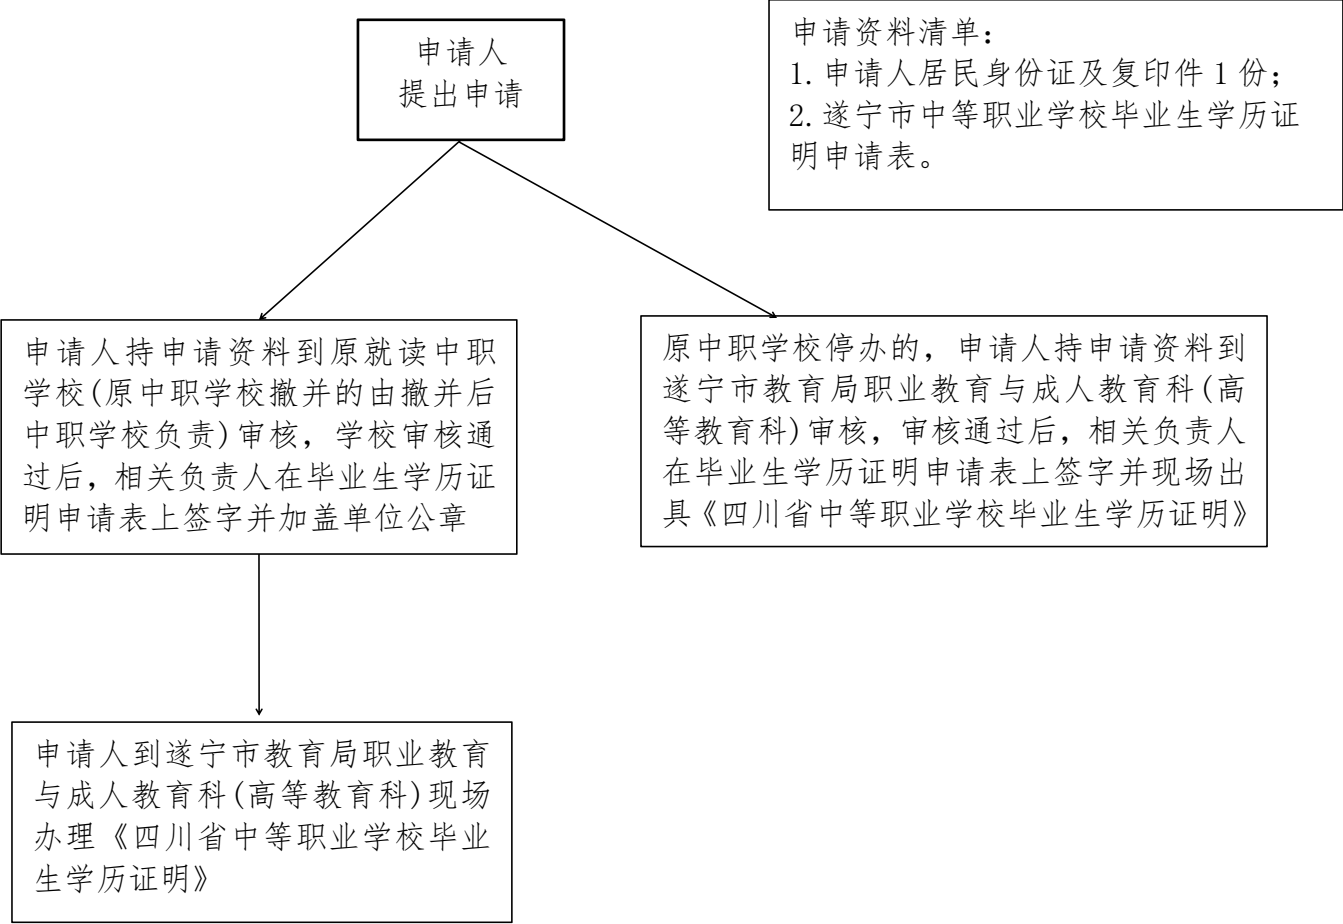 申请人
提出申请
申请资料清单：
1.申请人居民身份证及复印件1份；
2.遂宁市中等职业学校毕业生学历证
明申请表。
申请人持申请资料到原就读中职
学校(原中职学校撤并的由撤并后
中职学校负责)审核，学校审核通
过后，相关负责人在毕业生学历证
明申请表上签字并加盖单位公章
原中职学校停办的，申请人持申请资料到
遂宁市教育局职业教育与成人教育科(高
等教育科)审核，审核通过后，相关负责人
在毕业生学历证明申请表上签字并现场出
具《四川省中等职业学校毕业生学历证明》
申请人到遂宁市教育局职业教育
与成人教育科(高等教育科)现场
办理《四川省中等职业学校毕业
生学历证明》